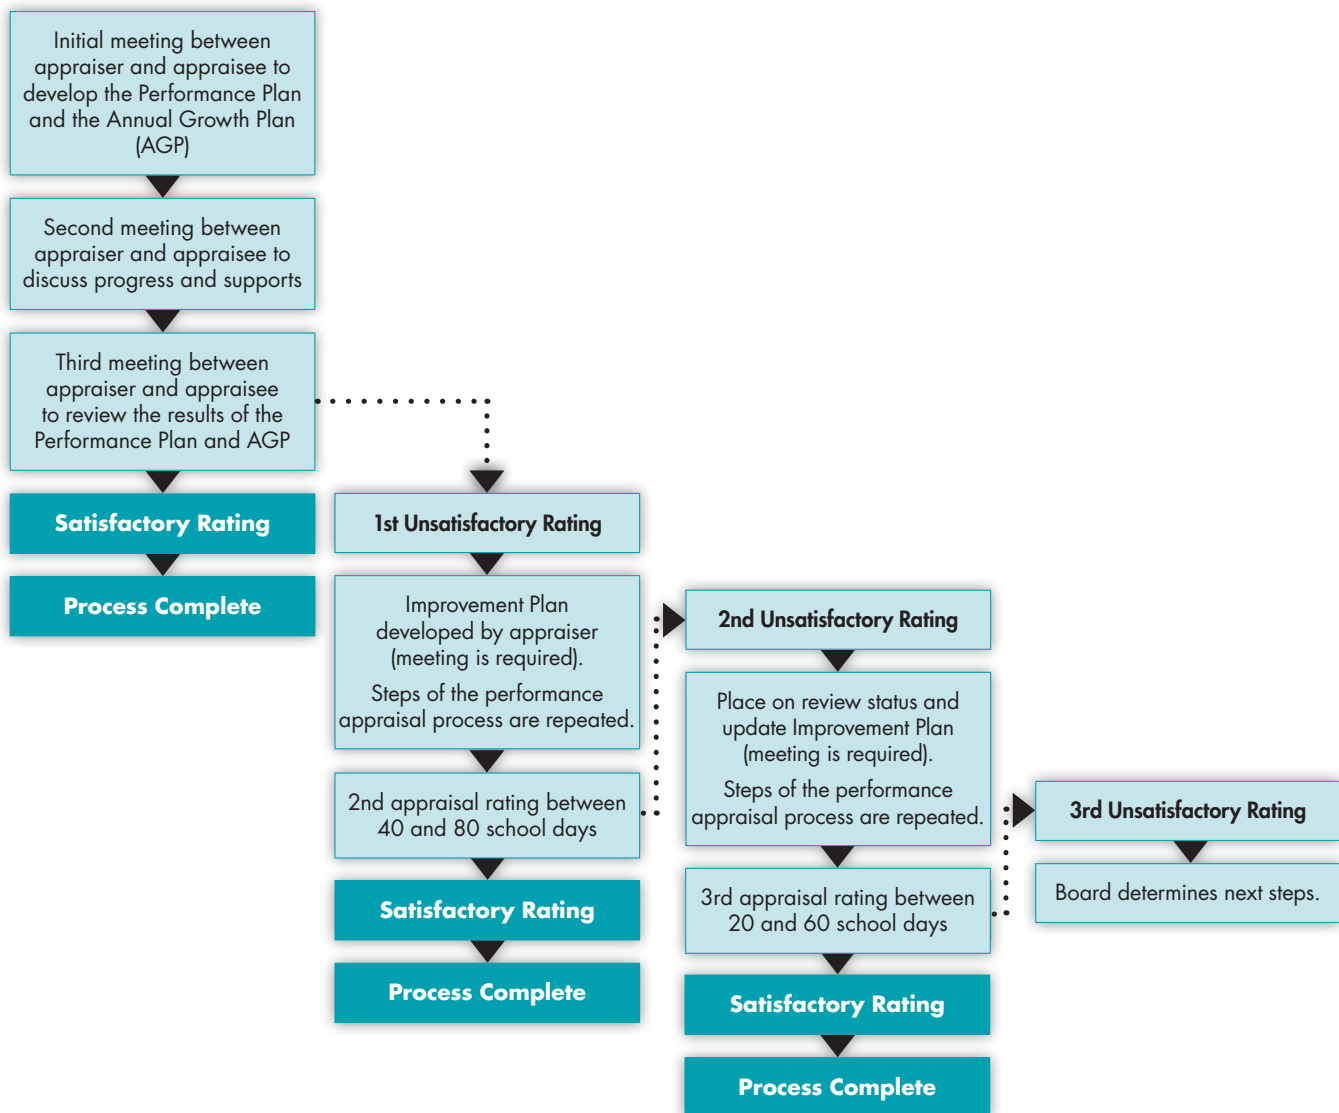 Initial meeting between
appraiser and appraisee to
develop the Performance Plan
and the Annual Growth Plan
(AGP)
Second meeting between
appraiser and appraisee to
discuss progress and supports
Third meeting between
appraiser and appraisee
to review the results of the
Performance Plan and AGP
Satisfactory Rating
Process Complete
1st Unsatisfactory Rating
Improvement Plan
developed by appraiser
(meeting is required).
Steps of the performance
appraisal process are repeated.
2nd appraisal rating between
40 and 80 school days
Satisfactory Rating
Process Complete
2nd Unsatisfactory Rating
Place on review status and
update Improvement Plan
(meeting is required).
Steps of the performance
appraisal process are repeated.
3rd appraisal rating between
20 and 60 school days
Satisfactory Rating
Process Complete
3rd Unsatisfactory Rating
Board determines next steps.